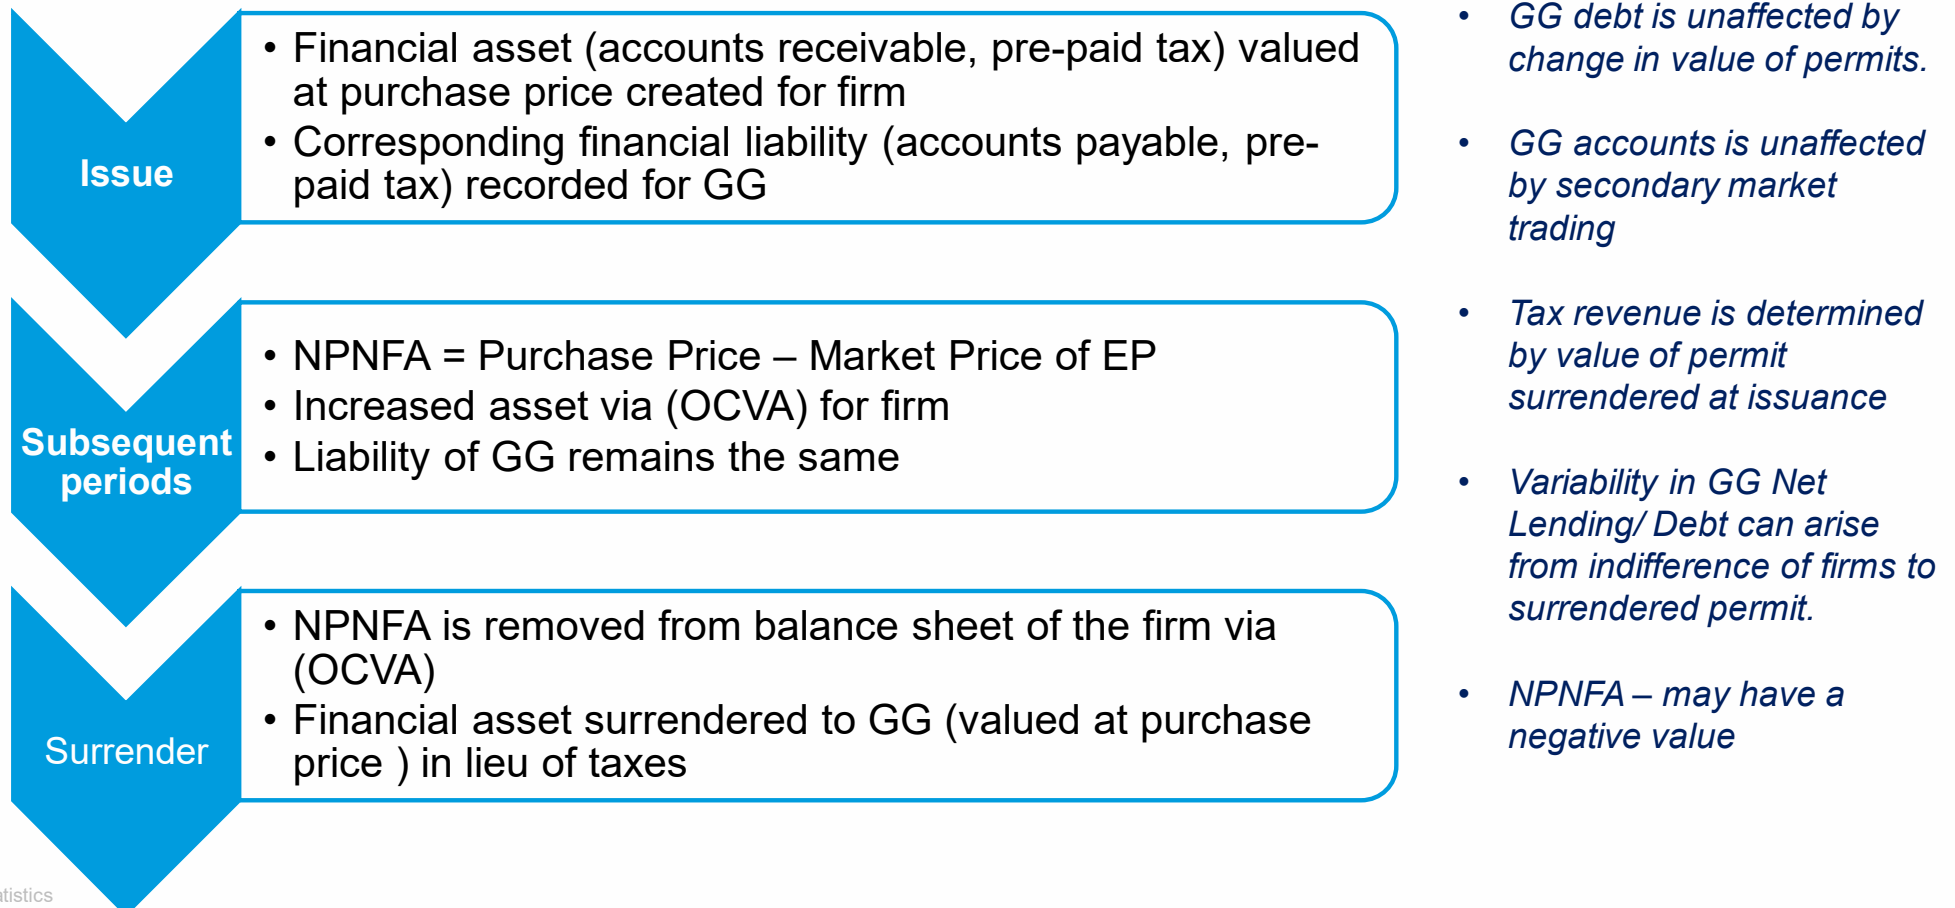 Issue
• Financial asset (accounts receivable, pre-paid tax) valued
at purchase price created for firm
• Corresponding financial liability (accounts payable, pre-
paid tax) recorded for GG
Subsequent
periods
• NPNFA = Purchase Price – Market Price of EP
• Increased asset via (OCVA) for firm
• Liability of GG remains the same
Surrender
• NPNFA is removed from balance sheet of the firm via
(OCVA)
• Financial asset surrendered to GG (valued at purchase
price ) in lieu of taxes
• GG debt is unaffected by
change in value of permits.
• GG accounts is unaffected
by secondary market
trading
• Tax revenue is determined
by value of permit
surrendered at issuance
• Variability in GG Net
Lending/ Debt can arise
from indifference of firms to
surrendered permit.
• NPNFA – may have a
negative value
atistics